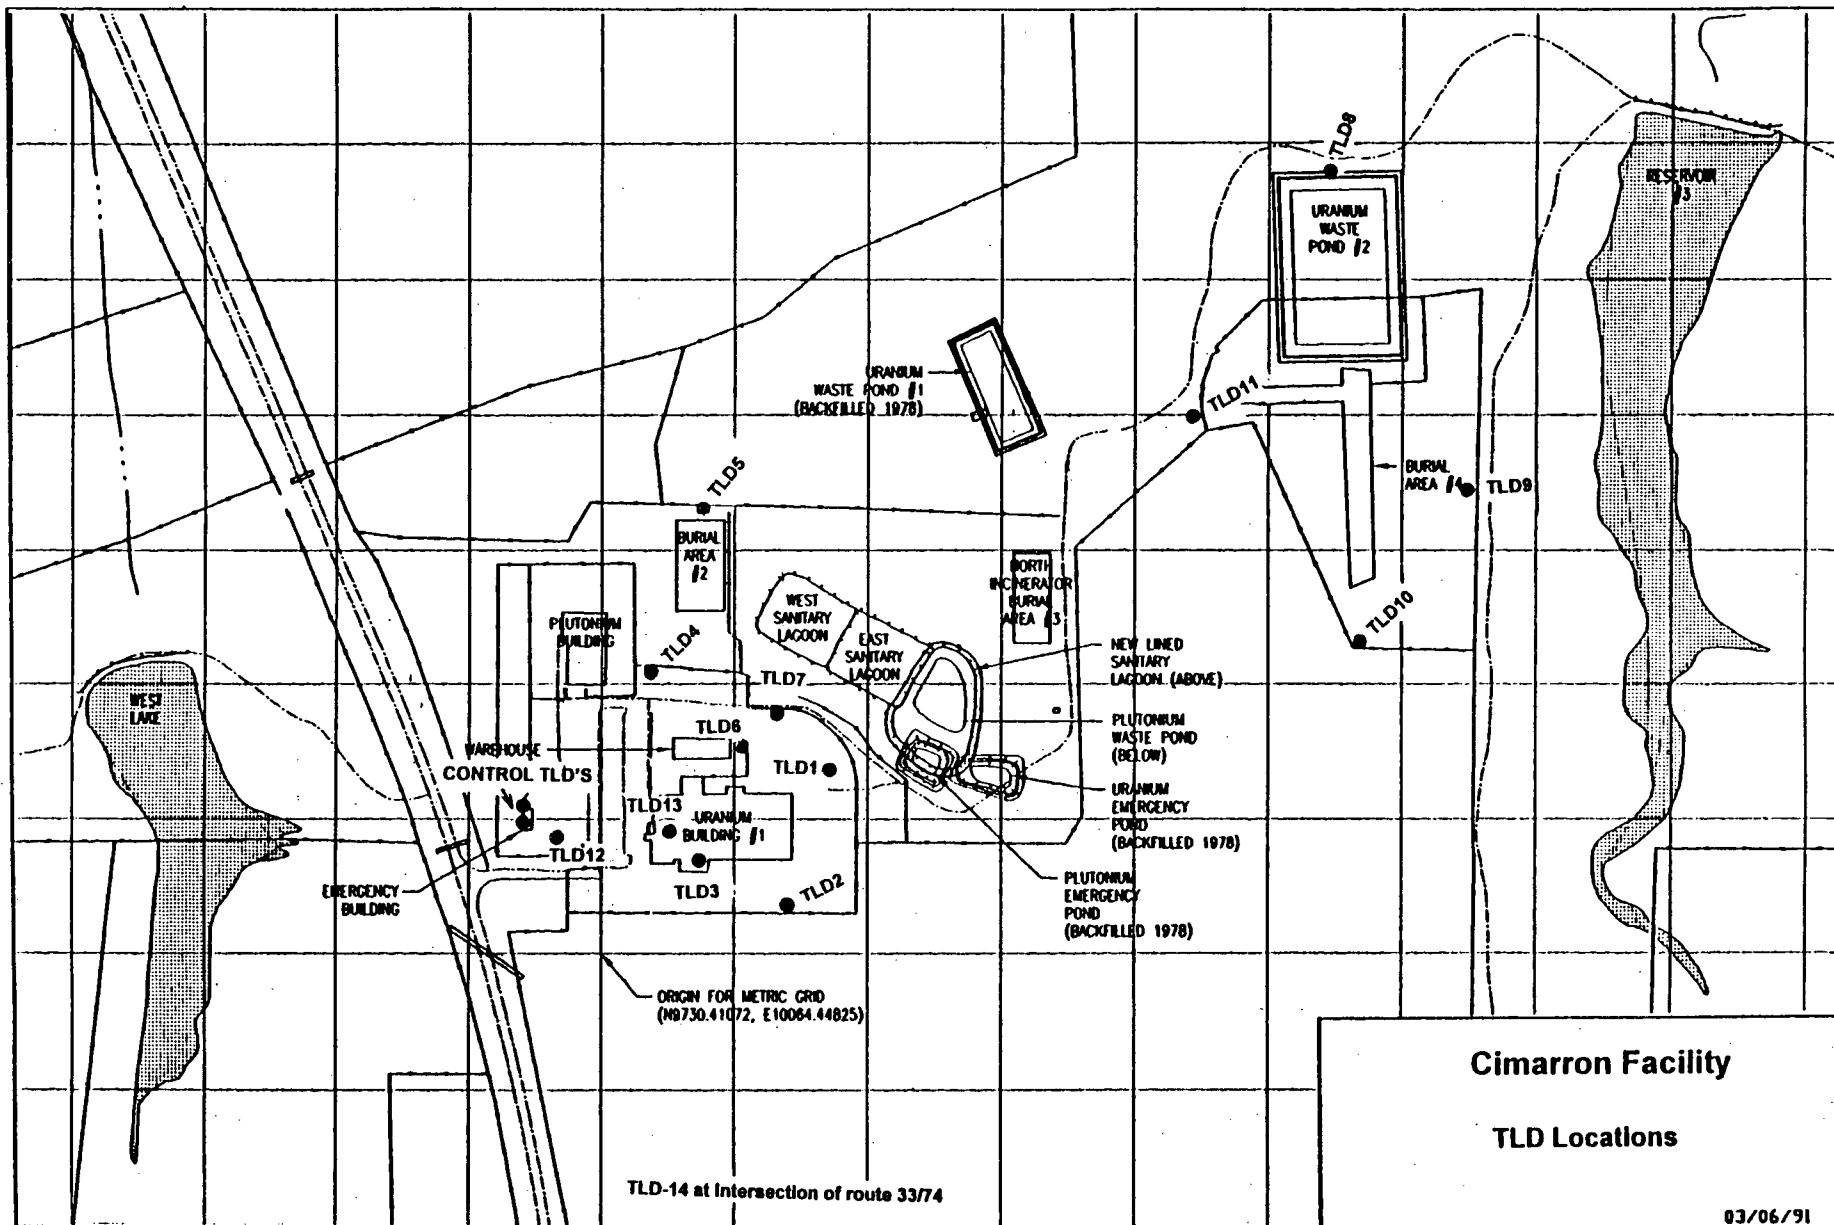 TLD8
RESERVOIR
#3
URANIUM
WASTE
POND #2
URANIUM
WASTE POND #1
(BACKFILLED 1978)
TLD11
TLD5
BURIAL
AREA #4
TLD9
BURIAL
AREA
#2
NORTH
INCINERATOR
BURIAL
AREA #3
WEST
SANITARY
LAGOON
TLD10
PLUTONIUM
BUILDING
TLD4
EAST
SANITARY
LAGOON
NEW LINED
SANITARY
LAGOON (ABOVE)
TLD7
WEST
LAKE
PLUTONIUM
WASTE POND
(BELOW)
TLD6
WAREHOUSE
CONTROL TLD'S
TLD1
URANIUM
EMERGENCY
POND
(BACKFILLED 1978)
TLD13
URANIUM
BUILDING #1
TLD12
EMERGENCY
BUILDING
TLD3
TLD2
PLUTONIUM
EMERGENCY
POND
(BACKFILLED 1978)
ORIGIN FOR METRIC GRID
(N9730.41072, E10064.44825)
Cimarron Facility
TLD Locations
TLD-14 at Intersection of route 33/74
03/06/91